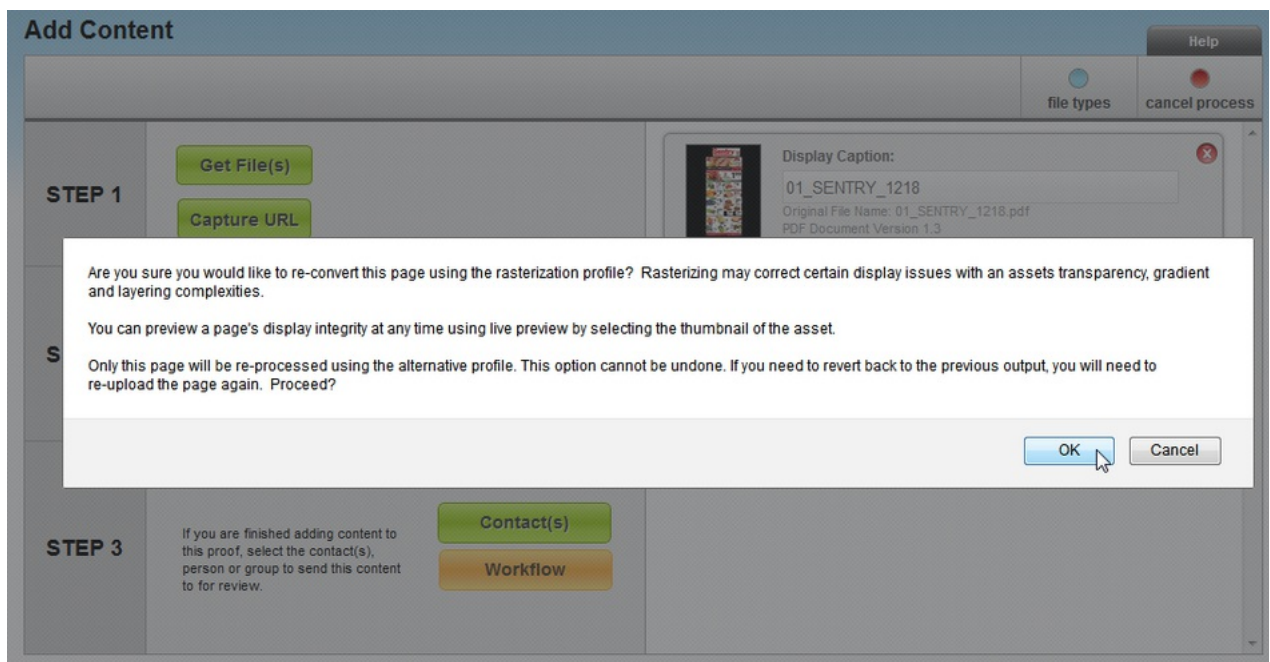 Add Content
Help
file types
cancel process
STEP 1
Get File(s)
Capture URL
Display Caption:
01_SENTRY_1218
Original File Name: 01_SENTRY_1218.pdf
PDF Document Version 1.3
Are you sure you would like to re-convert this page using the rasterization profile?  Rasterizing may correct certain display issues with an assets transparency, gradient
and layering complexities.
You can preview a page's display integrity at any time using live preview by selecting the thumbnail of the asset.
Only this page will be re-processed using the alternative profile. This option cannot be undone. If you need to revert back to the previous output, you will need to
re-upload the page again.  Proceed?
S
OK
Cancel
STEP 3
If you are finished adding content to
this proof, select the contact(s),
person or group to send this content
to for review.
Contact(s)
Workflow